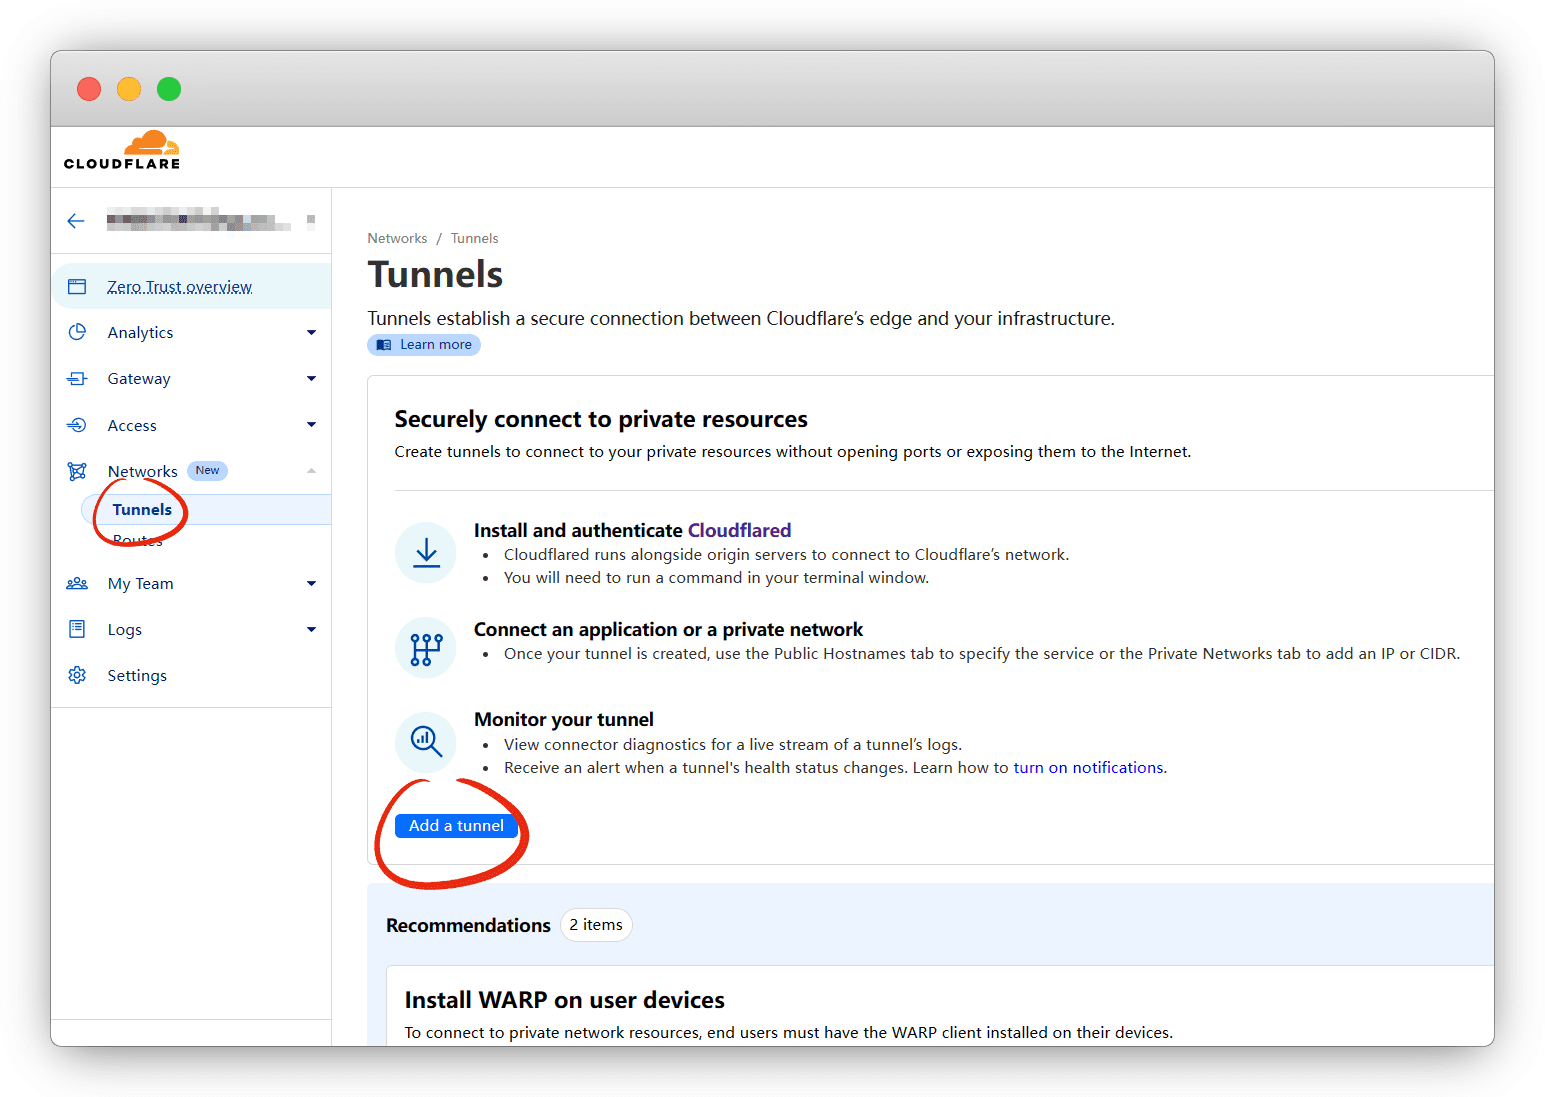 CLOUDFLARE
Zero Trust overview
Analytics
Gateway
Access
Networks New
Tunnels
Routes
My Team
Logs
Settings
Networks / Tunnels
Tunnels
Tunnels establish a secure connection between Cloudflare’s edge and your infrastructure.
Learn more
Securely connect to private resources
Create tunnels to connect to your private resources without opening ports or exposing them to the Internet.
Install and authenticate Cloudflared
• Cloudflared runs alongside origin servers to connect to Cloudflare’s network.
• You will need to run a command in your terminal window.
Connect an application or a private network
• Once your tunnel is created, use the Public Hostnames tab to specify the service or the Private Networks tab to add an IP or CIDR.
Monitor your tunnel
• View connector diagnostics for a live stream of a tunnel’s logs.
• Receive an alert when a tunnel's health status changes. Learn how to turn on notifications.
Add a tunnel
Recommendations 2 items
Install WARP on user devices
To connect to private network resources, end users must have the WARP client installed on their devices.